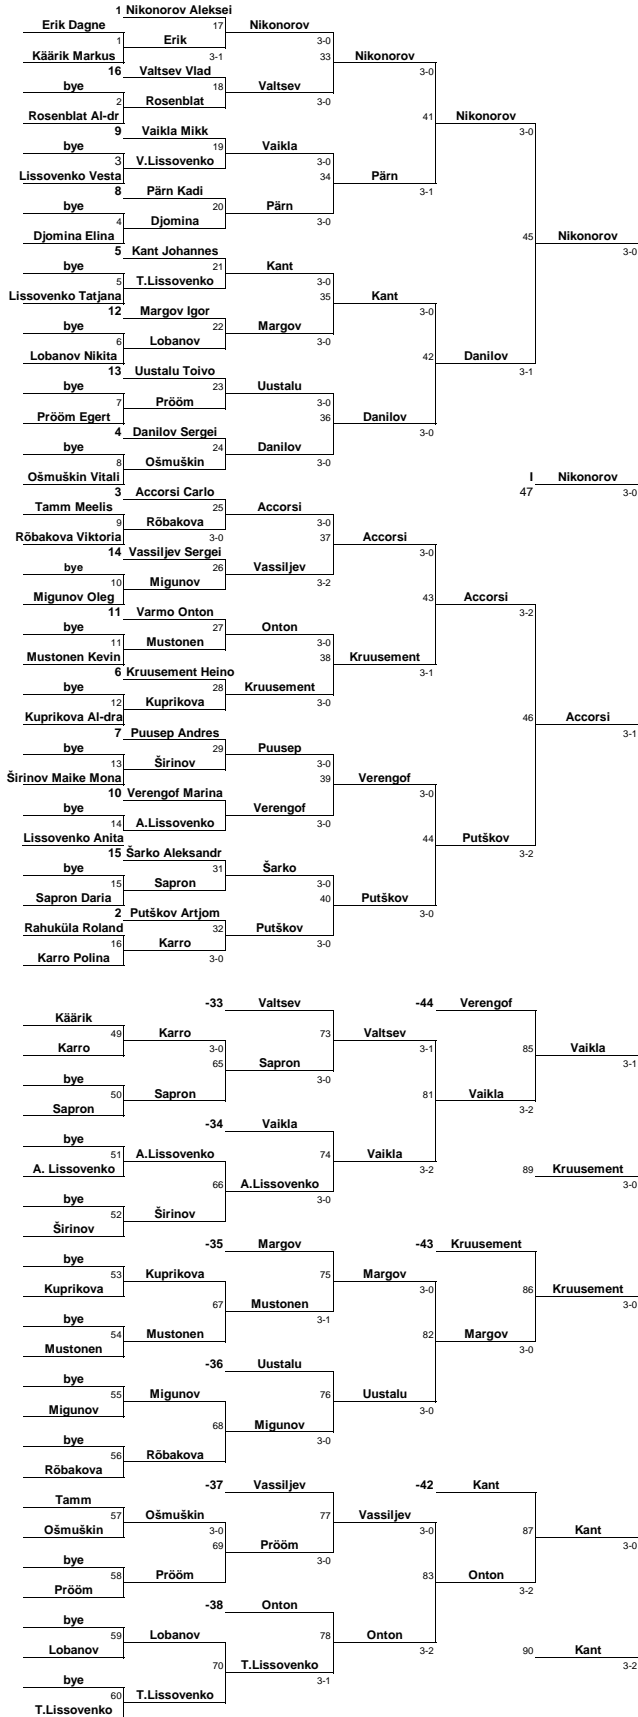 1 Nikonorov Aleksei
Erik Dagne 17 Nikonorov
1 Erik 3-0
Käärik Markus 3-1 33 Nikonorov
16 Valtsev Vlad 3-0
bye 18 Valtsev
2 Rosenblat 3-0
Rosenblat Al-dr 41 Nikonorov
9 Vaikla Mikk 3-0
bye 19 Vaikla
3 V.Lissovenko 3-0
Lissovenko Vesta 34 Pärn
8 Pärn Kadi 3-1
bye 20 Pärn
4 Djomina 3-0
Djomina Elina 45 Nikonorov
5 Kant Johannes 3-0
bye 21 Kant
5 T.Lissovenko 3-0
Lissovenko Tatjana 35 Kant
12 Margov Igor 3-0
bye 22 Margov
6 Lobanov 3-0
Lobanov Nikita 42 Danilov
13 Uustalu Toivo 3-1
bye 23 Uustalu
7 Prööm 3-0
Prööm Egert 36 Danilov
4 Danilov Sergei 3-0
bye 24 Danilov
8 Ošmuškin 3-0
Ošmuškin Vitali I Nikonorov
3 Accorsi Carlo 47 3-0
Tamm Meelis 25 Accorsi
9 Rõbakova 3-0
Rõbakova Viktoria 3-0 37 Accorsi
14 Vassiljev Sergei 3-0
bye 26 Vassiljev
10 Migunov 3-2
Migunov Oleg 43 Accorsi
11 Varmo Onton 3-2
bye 27 Onton
11 Mustonen 3-0
Mustonen Kevin 38 Kruusement
6 Kruusement Heino 3-1
bye 28 Kruusement
12 Kuprikova 3-0
Kuprikova Al-dra 46 Accorsi
7 Puusep Andres 3-1
bye 29 Puusep
13 Širinov 3-0
Širinov Maike Mona 39 Verengof
10 Verengof Marina 3-0
bye Verengof
14 A.Lissovenko 3-0
Lissovenko Anita 44 Putškov
15 Šarko Aleksandr 3-2
bye 31 Šarko
15 Sapron 3-0
Sapron Daria 40 Putškov
2 Putškov Artjom 3-0
Rahuküla Roland 32 Putškov
16 Karro 3-0
Karro Polina 3-0
-33 Valtsev -44 Verengof
Käärik
49 Karro 73 Valtsev 85 Vaikla
Karro 3-0 3-1 3-1
65 Sapron
bye 3-0
50 Sapron 81 Vaikla
Sapron 3-2
-34 Vaikla
bye
51 A.Lissovenko 74 Vaikla
A. Lissovenko 3-2 89 Kruusement
66 A.Lissovenko 3-0
bye 3-0
52 Širinov
Širinov
-35 Margov -43 Kruusement
bye
53 Kuprikova 75 Margov 86 Kruusement
Kuprikova 3-0 3-0
67 Mustonen
bye 3-1
54 Mustonen 82 Margov
Mustonen 3-0
-36 Uustalu
bye
55 Migunov 76 Uustalu
Migunov 3-0
68 Migunov
bye 3-0
56 Rõbakova
Rõbakova
-37 Vassiljev -42 Kant
Tamm
57 Ošmuškin 77 Vassiljev 87 Kant
Ošmuškin 3-0 3-0 3-0
69 Prööm
bye 3-0
58 Prööm 83 Onton
Prööm 3-2
-38 Onton
bye
59 Lobanov 78 Onton
Lobanov 3-2 90 Kant
70 T.Lissovenko 3-2
bye 3-1
60 T.Lissovenko
T.Lissovenko